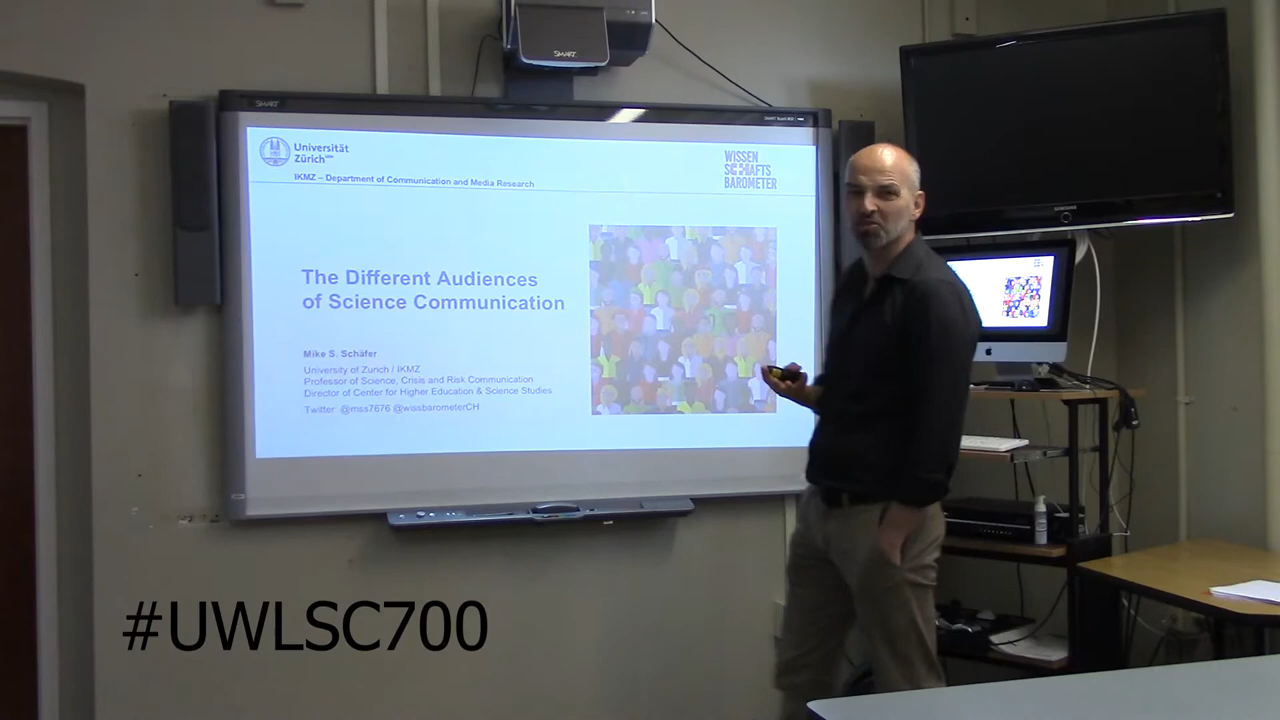 SMART
SMART
Universität
Zürich
WISSEN
SCHAFTS
BAROMETER
IKMZ – Department of Communication and Media Research
The Different Audiences
of Science Communication
Mike S. Schäfer
University of Zurich / IKMZ
Professor of Science, Crisis and Risk Communication
Director of Center for Higher Education & Science Studies
Twitter: @mss7676 @wissbarometerCH
SAMSUNG
#UWLSC700